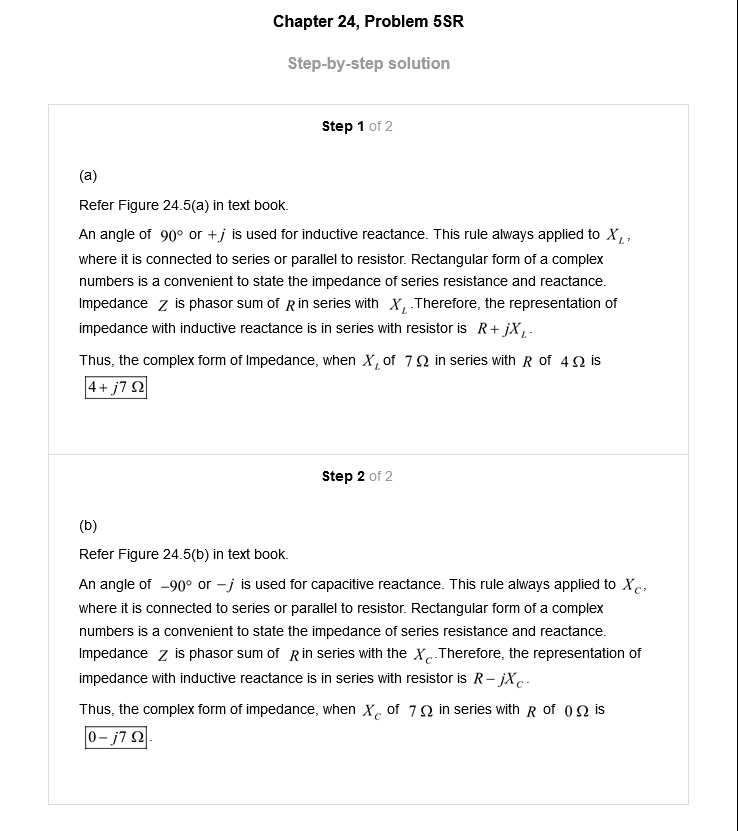 Chapter 24, Problem 5SR
Step-by-step solution
Step 1 of 2
(a)
Refer Figure 24.5(a) in text book.
An angle of 90° or +j is used for inductive reactance. This rule always applied to X_L,
where it is connected to series or parallel to resistor. Rectangular form of a complex
numbers is a convenient to state the impedance of series resistance and reactance.
Impedance Z is phasor sum of R in series with X_L.Therefore, the representation of
impedance with inductive reactance is in series with resistor is R + jX_L.
Thus, the complex form of Impedance, when X_L of 7 Ω in series with R of 4 Ω is
4 + j7 Ω
Step 2 of 2
(b)
Refer Figure 24.5(b) in text book.
An angle of −90° or −j is used for capacitive reactance. This rule always applied to X_C,
where it is connected to series or parallel to resistor. Rectangular form of a complex
numbers is a convenient to state the impedance of series resistance and reactance.
Impedance Z is phasor sum of R in series with the X_C.Therefore, the representation of
impedance with inductive reactance is in series with resistor is R − jX_C.
Thus, the complex form of impedance, when X_C of 7 Ω in series with R of 0 Ω is
0 − j7 Ω.